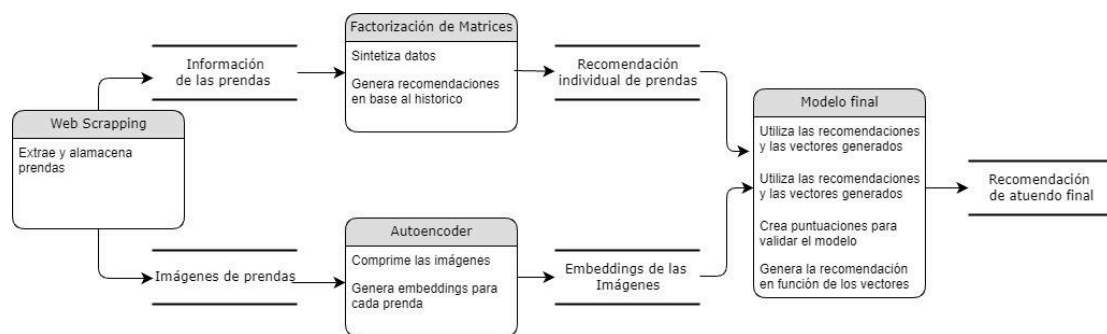 Web Scrapping
Extrae y alamacena
prendas
Información
de las prendas
Factorización de Matrices
Sintetiza datos
Genera recomendaciones
en base al historico
Recomendación
individual de prendas
Imágenes de prendas
Autoencoder
Comprime las imágenes
Genera embeddings para
cada prenda
Embeddings de las
Imágenes
Modelo final
Utiliza las recomendaciones
y las vectores generados
Utiliza las recomendaciones
y las vectores generados
Crea puntuaciones para
validar el modelo
Genera la recomendación
en función de los vectores
Recomendación
de atuendo final